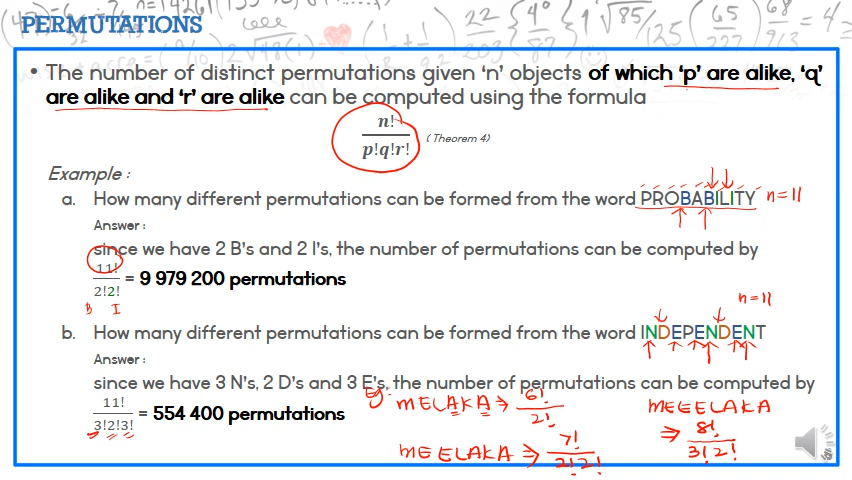 PERMUTATIONS
• The number of distinct permutations given ‘n’ objects of which ‘p’ are alike, ‘q’
are alike and ‘r’ are alike can be computed using the formula
n!
p!q!r!
( Theorem 4)
Example :
a. How many different permutations can be formed from the word PROBABILITY n = 11
Answer :
since we have 2 B's and 2 I's, the number of permutations can be computed by
11!
2!2!
= 9 979 200 permutations
B I
n = 11
b. How many different permutations can be formed from the word INDEPENDENT
Answer :
since we have 3 N's, 2 D's and 3 E's, the number of permutations can be computed by
11!
3!2!3!
= 554 400 permutations
Eg: MELAKA ⇒ 6!
2!
MEELAKA ⇒ 7!
2!2!
MEEELAKA
⇒ 8!
3!2!